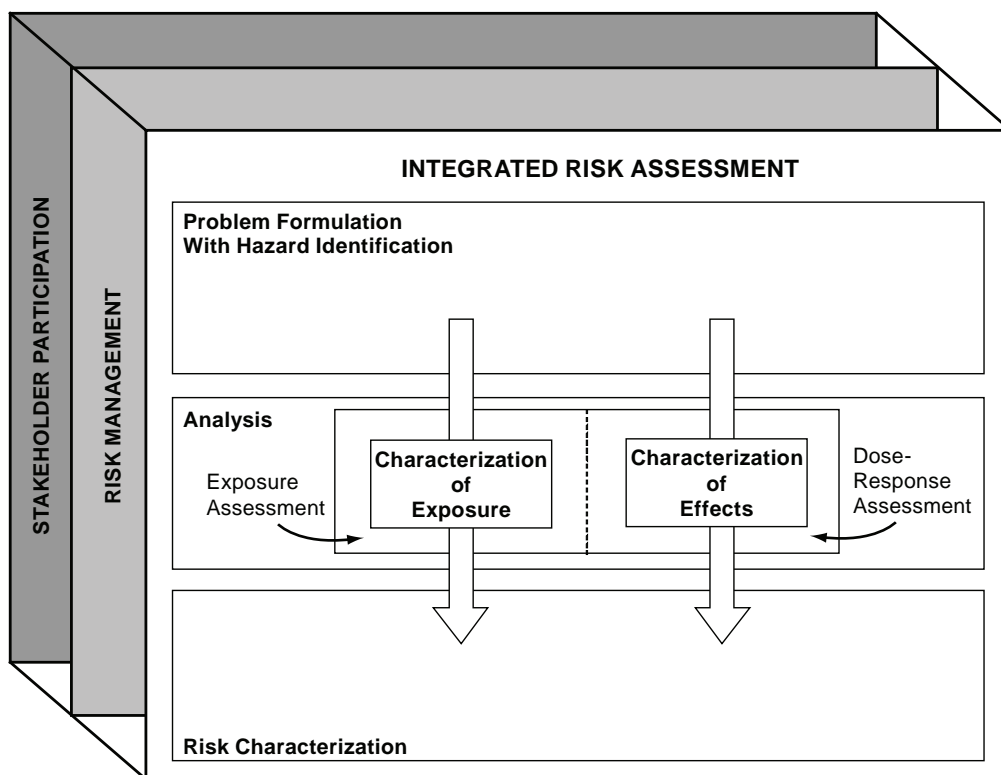 INTEGRATED RISK ASSESSMENT
STAKEHOLDER PARTICIPATION
RISK MANAGEMENT
Problem Formulation
With Hazard Identification
Analysis
Exposure
Assessment
Characterization
of
Exposure
Characterization
of
Effects
Dose-
Response
Assessment
Risk Characterization